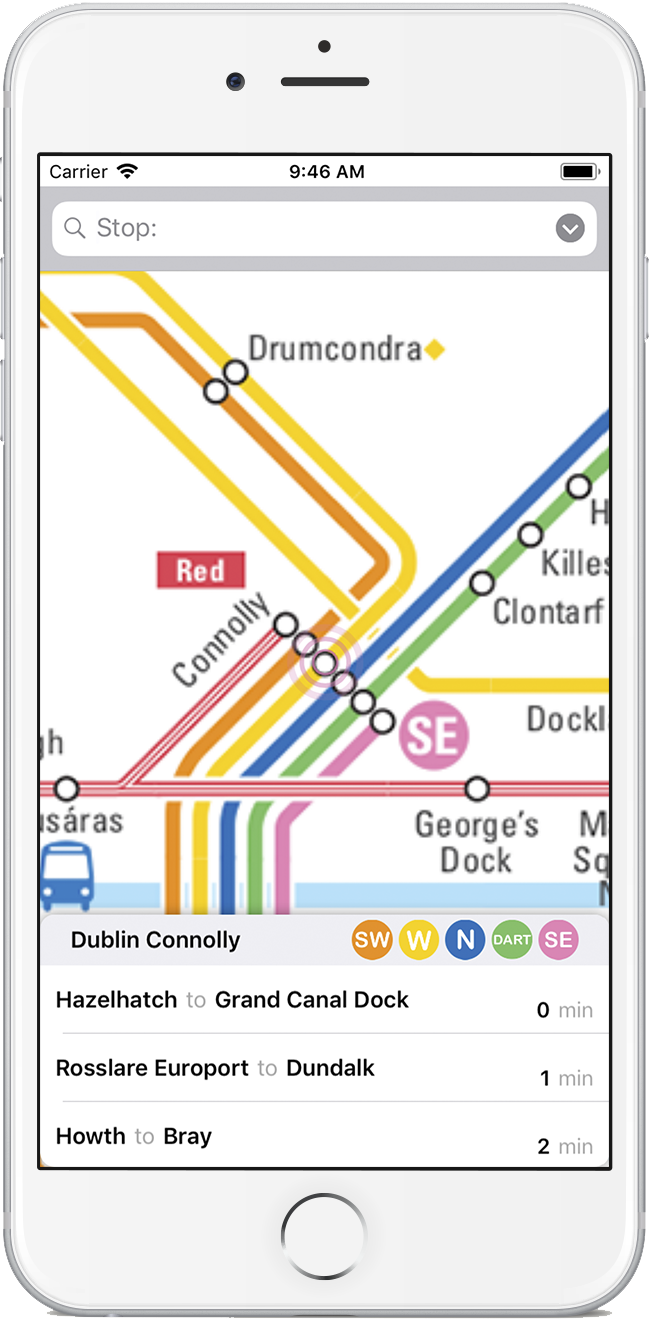 Carrier 9:46 AM
Stop:
Drumcondra
H
Killes
Red
Connolly
Clontarf
SE
Dockl
gh
usáras
George's
Dock
M
Sq
N
Dublin Connolly SW W N DART SE
Hazelhatch to Grand Canal Dock 0 min
Rosslare Europort to Dundalk 1 min
Howth to Bray 2 min